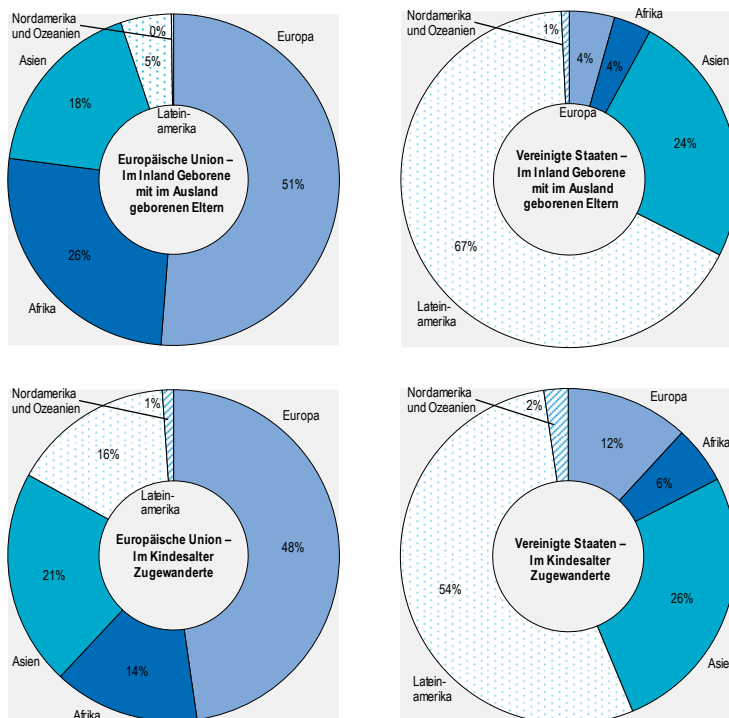 Nordamerika
und Ozeanien
0%
Europa
Asien
5%
18%
Latein-
amerika
Europäische Union –
Im Inland Geborene
mit im Ausland
geborenen Eltern
51%
26%
Afrika
Nordamerika
und Ozeanien
1%
Afrika
4%
4%
Asien
Europa
24%
Vereinigte Staaten –
Im Inland Geborene
mit im Ausland
geborenen Eltern
67%
Latein-
amerika
Nordamerika
und Ozeanien
1%
Europa
16%
Latein-
amerika
Europäische Union –
Im Kindesalter
Zugewanderte
48%
21%
Asien
14%
Afrika
Nordamerika
und Ozeanien
2%
Europa
12%
Afrika
6%
Vereinigte Staaten –
Im Kindesalter
Zugewanderte
54%
26%
Asien
Latein-
amerika